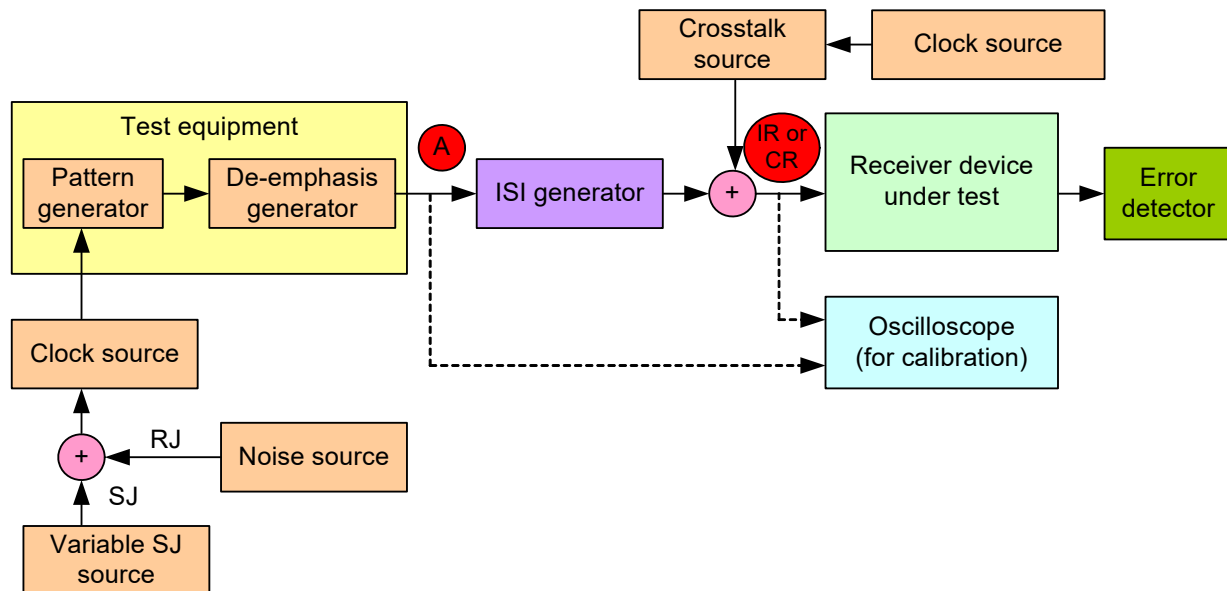 Crosstalk
source
Clock source
Test equipment
Pattern
generator
De-emphasis
generator
A
ISI generator
+
IR or
CR
Receiver device
under test
Error
detector
Clock source
Oscilloscope
(for calibration)
+
RJ
Noise source
SJ
Variable SJ
source